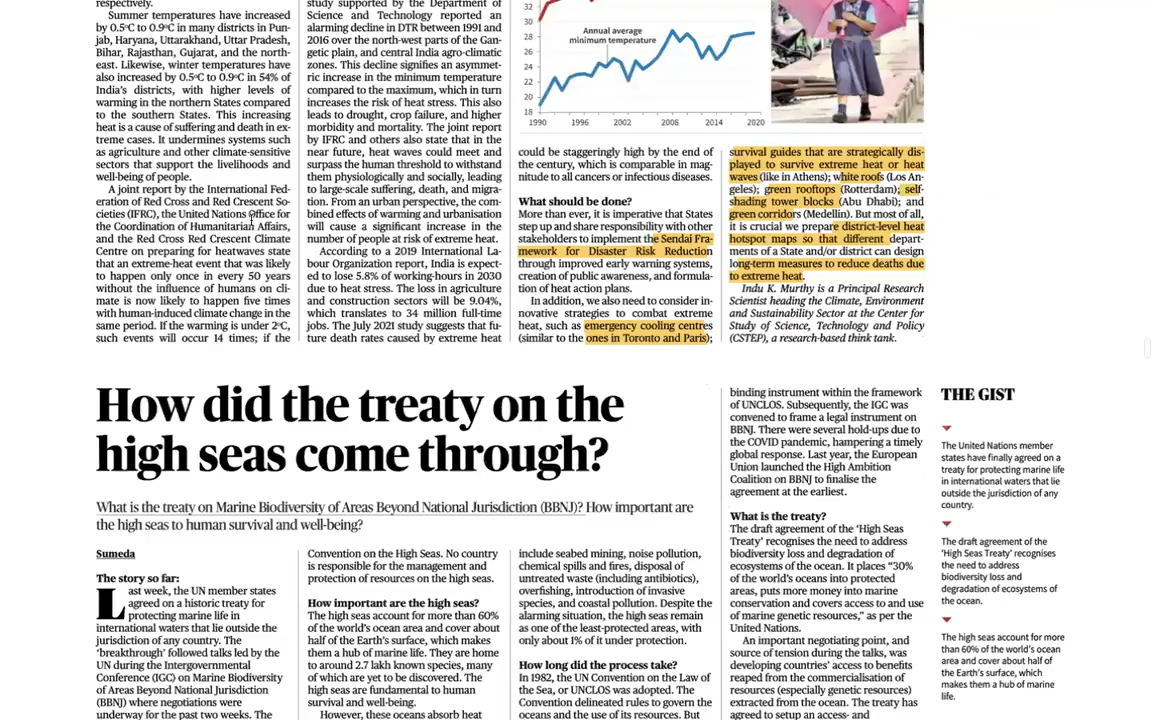 respectively.
Summer temperatures have increased
by 0.5ºC to 0.9ºC in many districts in Pun-
jab, Haryana, Uttarakhand, Uttar Pradesh,
Bihar, Rajasthan, Gujarat, and the north-
east. Likewise, winter temperatures have
also increased by 0.5ºC to 0.9ºC in 54% of
India's districts, with higher levels of
warming in the northern States compared
to the southern States. This increasing
heat is a cause of suffering and death in ex-
treme cases. It undermines systems such
as agriculture and other climate-sensitive
sectors that support the livelihoods and
well-being of people.
A joint report by the International Fed-
eration of Red Cross and Red Crescent So-
cieties (IFRC), the United Nations Office for
the Coordination of Humanitarian Affairs,
and the Red Cross Red Crescent Climate
Centre on preparing for heatwaves state
that an extreme-heat event that was likely
to happen only once in every 50 years
without the influence of humans on cli-
mate is now likely to happen five times
with human-induced climate change in the
same period. If the warming is under 2ºC,
such events will occur 14 times; if the
study supported by the Department of
Science and Technology reported an
alarming decline in DTR between 1991 and
2016 over the north-west parts of the Gan-
getic plain, and central India agro-climatic
zones. This decline signifies an asymmet-
ric increase in the minimum temperature
compared to the maximum, which in turn
increases the risk of heat stress. This also
leads to drought, crop failure, and higher
morbidity and mortality. The joint report
by IFRC and others also state that in the
near future, heat waves could meet and
surpass the human threshold to withstand
them physiologically and socially, leading
to large-scale suffering, death, and migra-
tion. From an urban perspective, the com-
bined effects of warming and urbanisation
will cause a significant increase in the
number of people at risk of extreme heat.
According to a 2019 International La-
bour Organization report, India is expect-
ed to lose 5.8% of working-hours in 2030
due to heat stress. The loss in agriculture
and construction sectors will be 9.04%,
which translates to 34 million full-time
jobs. The July 2021 study suggests that fu-
ture death rates caused by extreme heat
32
30
28
26
24
22
20
18
Annual average
minimum temperature
1990 1996 2002 2008 2014 2020
could be staggeringly high by the end of
the century, which is comparable in mag-
nitude to all cancers or infectious diseases.
What should be done?
More than ever, it is imperative that States
step up and share responsibility with other
stakeholders to implement the Sendai Fra-
mework for Disaster Risk Reduction
through improved early warning systems,
creation of public awareness, and formula-
tion of heat action plans.
In addition, we also need to consider in-
novative strategies to combat extreme
heat, such as emergency cooling centres
(similar to the ones in Toronto and Paris);
survival guides that are strategically dis-
played to survive extreme heat or heat
waves (like in Athens); white roofs (Los An-
geles); green rooftops (Rotterdam); self-
shading tower blocks (Abu Dhabi); and
green corridors (Medellin). But most of all,
it is crucial we prepare district-level heat
hotspot maps so that different depart-
ments of a State and/or district can design
long-term measures to reduce deaths due
to extreme heat.
Indu K. Murthy is a Principal Research
Scientist heading the Climate, Environment
and Sustainability Sector at the Center for
Study of Science, Technology and Policy
(CSTEP), a research-based think tank.
How did the treaty on the
high seas come through?
What is the treaty on Marine Biodiversity of Areas Beyond National Jurisdiction (BBNJ)? How important are
the high seas to human survival and well-being?
Sumeda
The story so far:
Last week, the UN member states
agreed on a historic treaty for
protecting marine life in
international waters that lie outside the
jurisdiction of any country. The
'breakthrough' followed talks led by the
UN during the Intergovernmental
Conference (IGC) on Marine Biodiversity
of Areas Beyond National Jurisdiction
(BBNJ) where negotiations were
underway for the past two weeks. The
Convention on the High Seas. No country
is responsible for the management and
protection of resources on the high seas.
How important are the high seas?
The high seas account for more than 60%
of the world's ocean area and cover about
half of the Earth's surface, which makes
them a hub of marine life. They are home
to around 2.7 lakh known species, many
of which are yet to be discovered. The
high seas are fundamental to human
survival and well-being.
However, these oceans absorb heat
include seabed mining, noise pollution,
chemical spills and fires, disposal of
untreated waste (including antibiotics),
overfishing, introduction of invasive
species, and coastal pollution. Despite the
alarming situation, the high seas remain
as one of the least-protected areas, with
only about 1% of it under protection.
How long did the process take?
In 1982, the UN Convention on the Law of
the Sea, or UNCLOS was adopted. The
Convention delineated rules to govern the
oceans and the use of its resources. But
binding instrument within the framework
of UNCLOS. Subsequently, the IGC was
convened to frame a legal instrument on
BBNJ. There were several hold-ups due to
the COVID pandemic, hampering a timely
global response. Last year, the European
Union launched the High Ambition
Coalition on BBNJ to finalise the
agreement at the earliest.
What is the treaty?
The draft agreement of the 'High Seas
Treaty' recognises the need to address
biodiversity loss and degradation of
ecosystems of the ocean. It places "30%
of the world's oceans into protected
areas, puts more money into marine
conservation and covers access to and use
of marine genetic resources," as per the
United Nations.
An important negotiating point, and
source of tension during the talks, was
developing countries' access to benefits
reaped from the commercialisation of
resources (especially genetic resources)
extracted from the ocean. The treaty has
agreed to setup an access- and
THE GIST
The United Nations member
states have finally agreed on a
treaty for protecting marine life
in international waters that lie
outside the jurisdiction of any
country.
The draft agreement of the
'High Seas Treaty' recognises
the need to address
biodiversity loss and
degradation of ecosystems of
the ocean.
The high seas account for more
than 60% of the world's ocean
area and cover about half of
the Earth's surface, which
makes them a hub of marine
life.